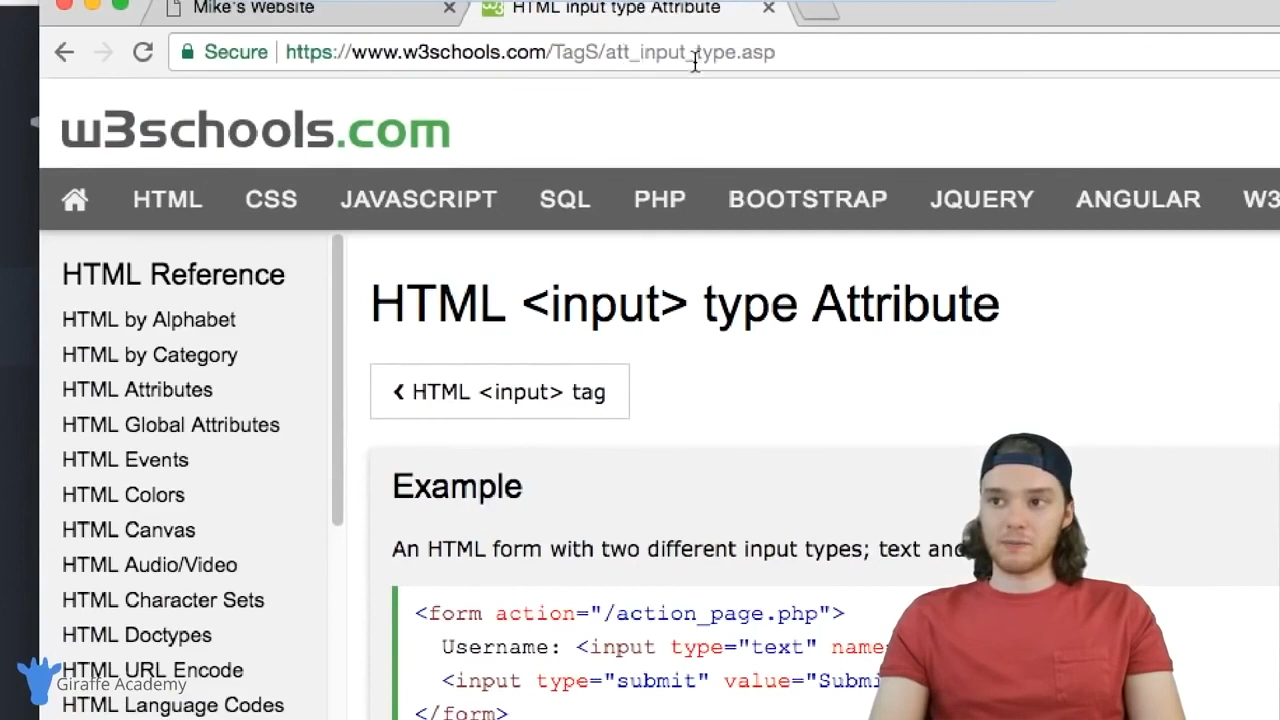 Mike's Website
HTML input type Attribute
Secure https://www.w3schools.com/TagS/att_input_type.asp
w3schools.com
HTML CSS JAVASCRIPT SQL PHP BOOTSTRAP JQUERY ANGULAR W3
HTML Reference
HTML by Alphabet
HTML by Category
HTML Attributes
HTML Global Attributes
HTML Events
HTML Colors
HTML Canvas
HTML Audio/Video
HTML Character Sets
HTML Doctypes
HTML URL Encode
HTML Language Codes
Giraffe Academy
HTML <input> type Attribute
❮ HTML <input> tag
Example
An HTML form with two different input types; text and
<form action="/action_page.php">
Username: <input type="text" name
<input type="submit" value="Submi
</form>